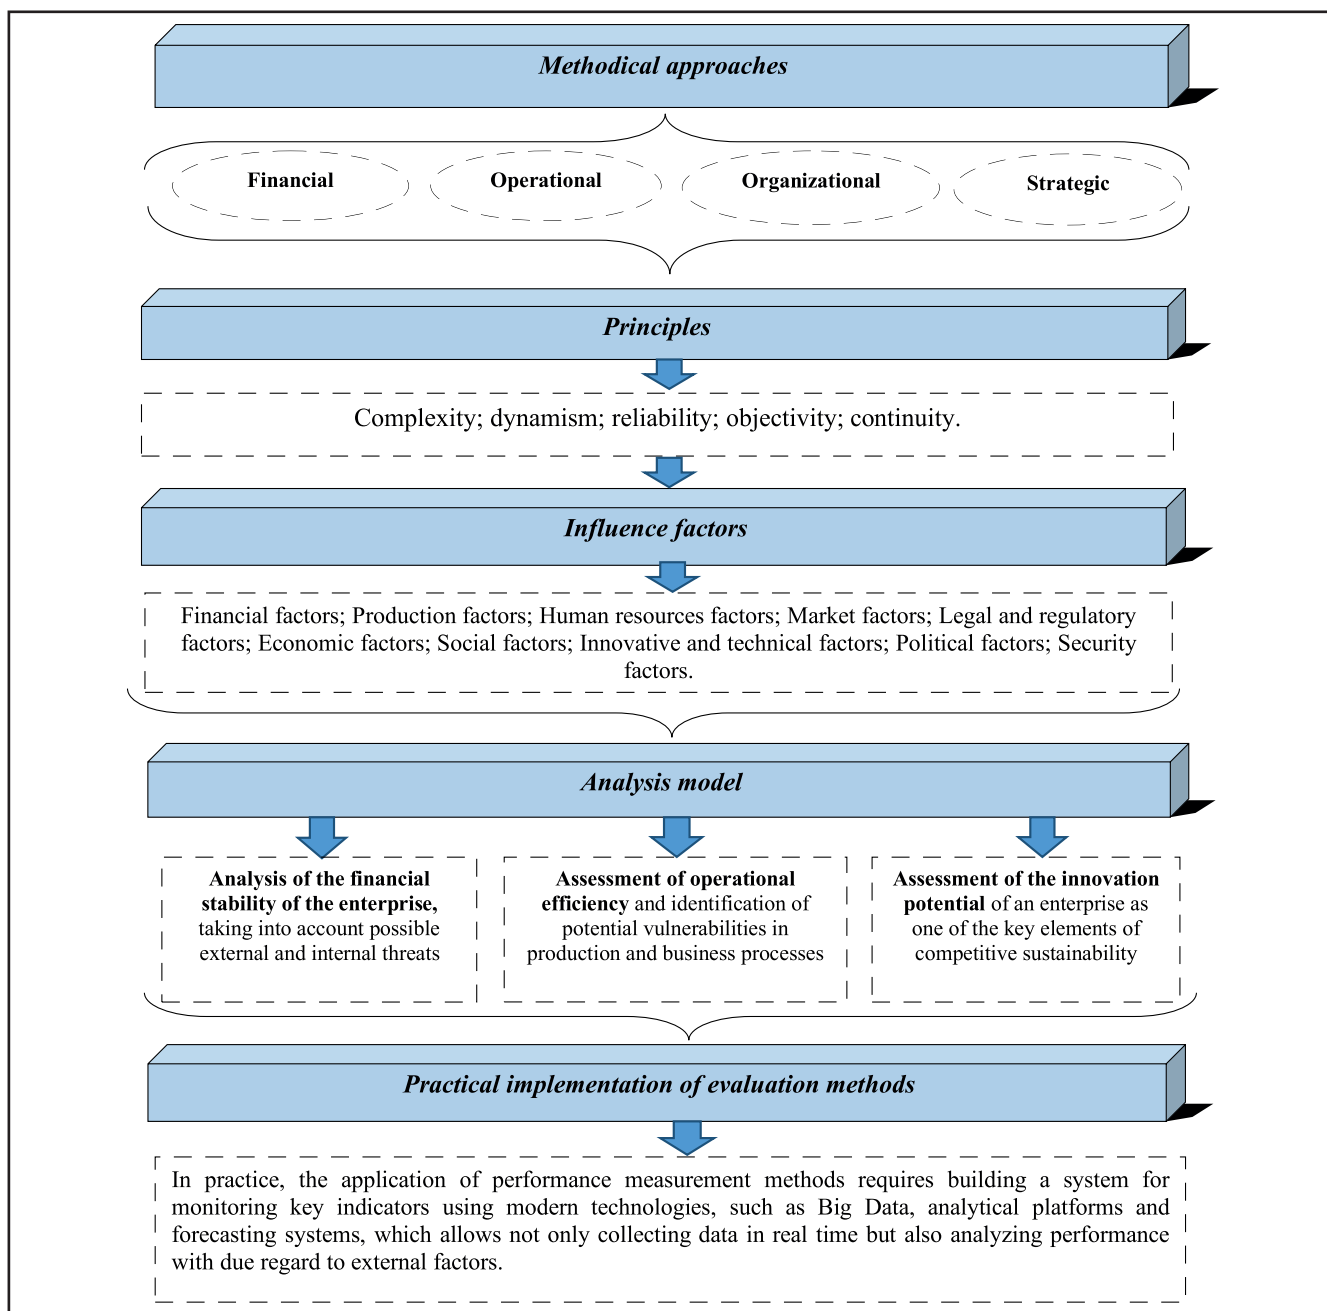 Methodical approaches
Financial
Operational
Organizational
Strategic
Principles
Complexity; dynamism; reliability; objectivity; continuity.
Influence factors
Financial factors; Production factors; Human resources factors; Market factors; Legal and regulatory
factors; Economic factors; Social factors; Innovative and technical factors; Political factors; Security
factors.
Analysis model
Analysis of the financial
stability of the enterprise,
taking into account possible
external and internal threats
Assessment of operational
efficiency and identification of
potential vulnerabilities in
production and business processes
Assessment of the innovation
potential of an enterprise as
one of the key elements of
competitive sustainability
Practical implementation of evaluation methods
In practice, the application of performance measurement methods requires building a system for
monitoring key indicators using modern technologies, such as Big Data, analytical platforms and
forecasting systems, which allows not only collecting data in real time but also analyzing performance
with due regard to external factors.